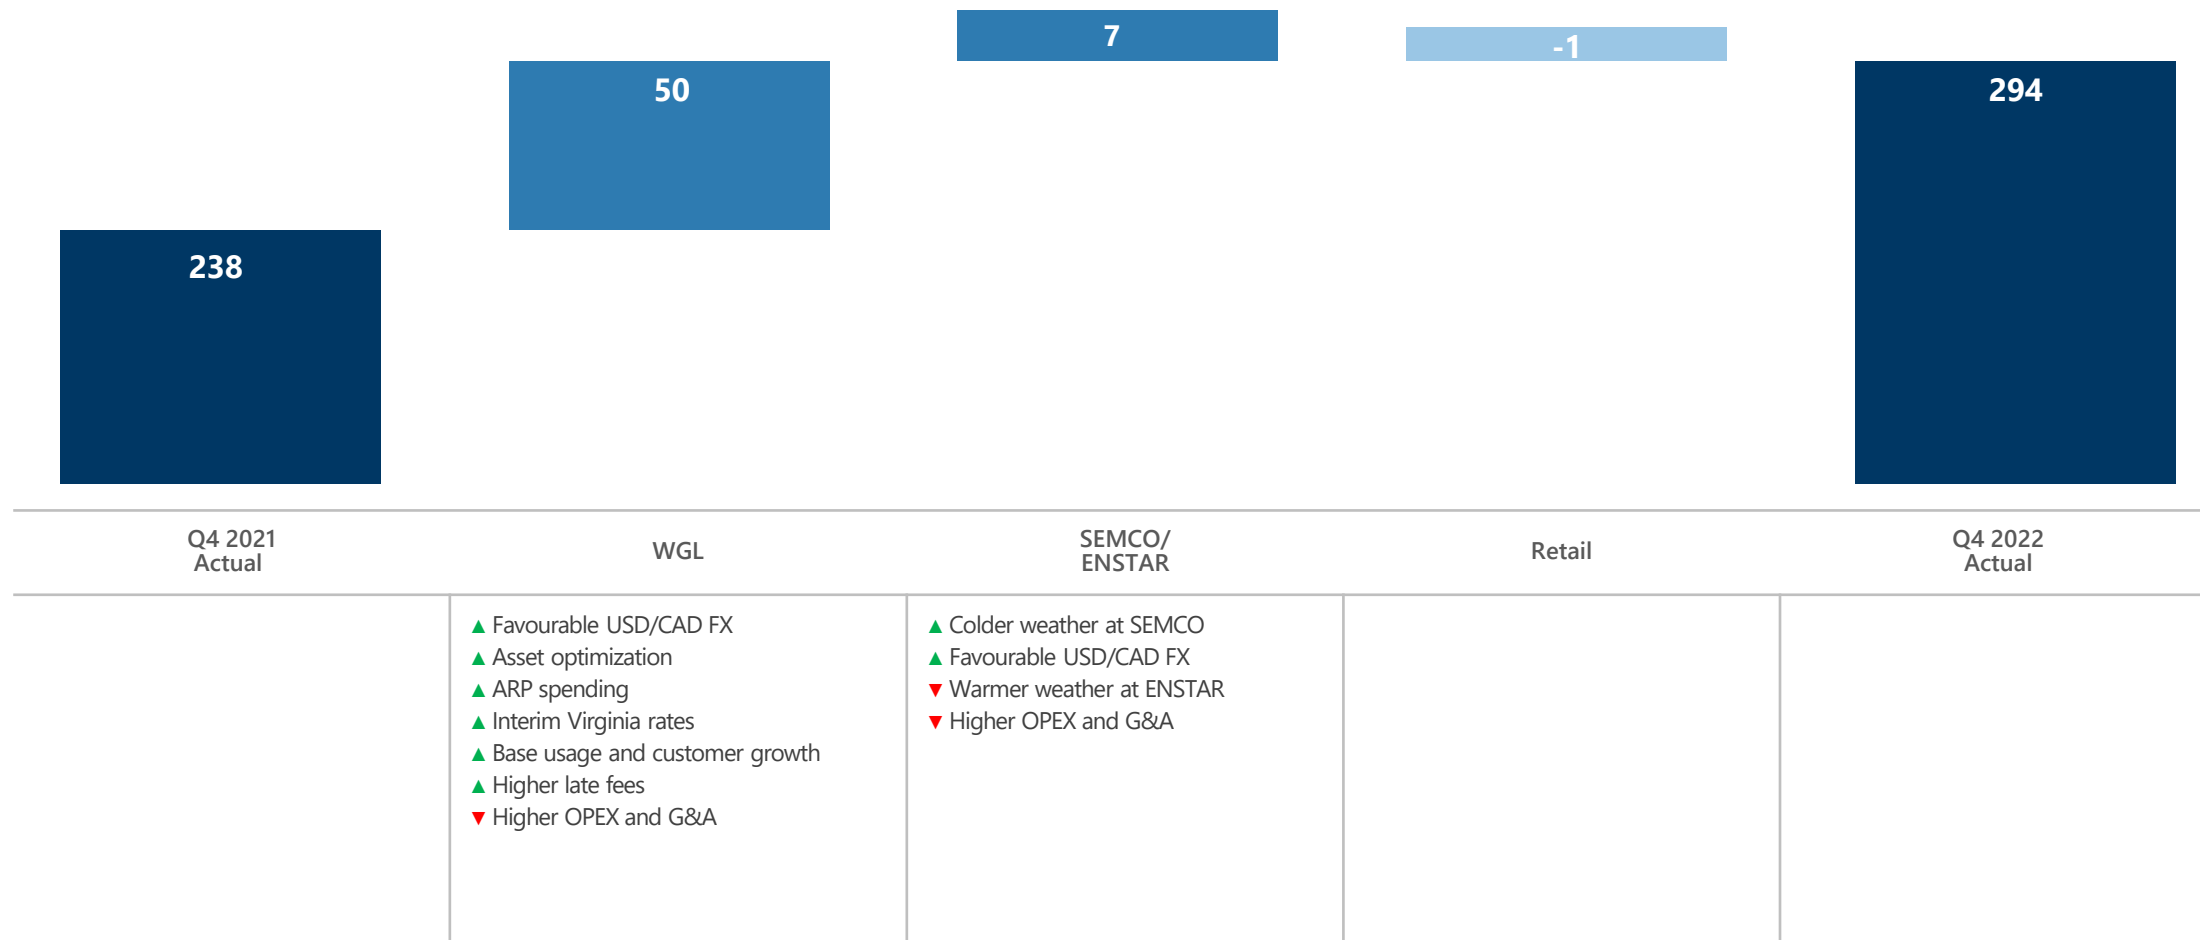 7
-1
50
294
238
Q4 2021
Actual
WGL
SEMCO/
ENSTAR
Retail
Q4 2022
Actual
▲ Favourable USD/CAD FX
▲ Asset optimization
▲ ARP spending
▲ Interim Virginia rates
▲ Base usage and customer growth
▲ Higher late fees
▼ Higher OPEX and G&A
▲ Colder weather at SEMCO
▲ Favourable USD/CAD FX
▼ Warmer weather at ENSTAR
▼ Higher OPEX and G&A